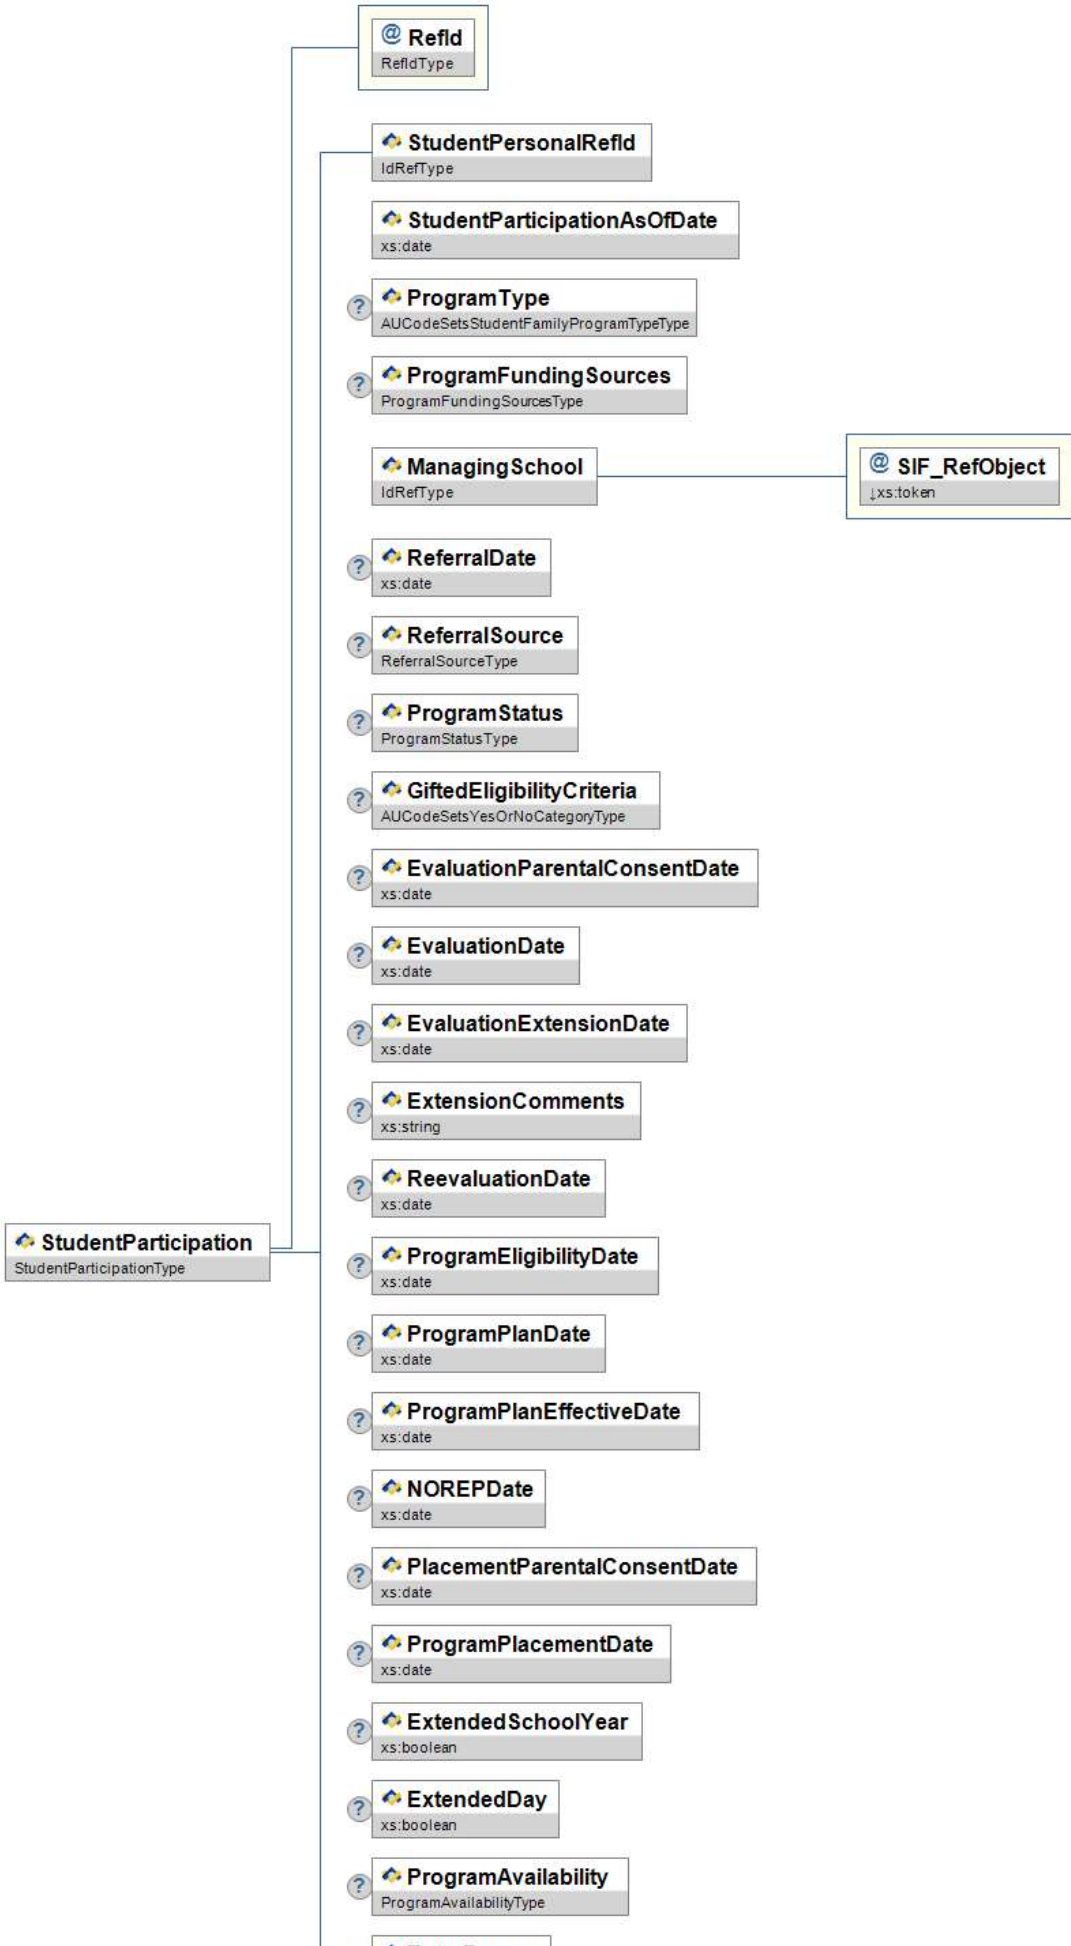 @ RefId
RefIdType
StudentPersonalRefId
IdRefType
StudentParticipationAsOfDate
xs:date
? ProgramType
AUCodeSetsStudentFamilyProgramTypeType
? ProgramFundingSources
ProgramFundingSourcesType
ManagingSchool
IdRefType
@ SIF_RefObject
↓xs:token
? ReferralDate
xs:date
? ReferralSource
ReferralSourceType
? ProgramStatus
ProgramStatusType
? GiftedEligibilityCriteria
AUCodeSetsYesOrNoCategoryType
? EvaluationParentalConsentDate
xs:date
? EvaluationDate
xs:date
? EvaluationExtensionDate
xs:date
? ExtensionComments
xs:string
? ReevaluationDate
xs:date
StudentParticipation
StudentParticipationType
? ProgramEligibilityDate
xs:date
? ProgramPlanDate
xs:date
? ProgramPlanEffectiveDate
xs:date
? NOREPDate
xs:date
? PlacementParentalConsentDate
xs:date
? ProgramPlacementDate
xs:date
? ExtendedSchoolYear
xs:boolean
? ExtendedDay
xs:boolean
? ProgramAvailability
ProgramAvailabilityType